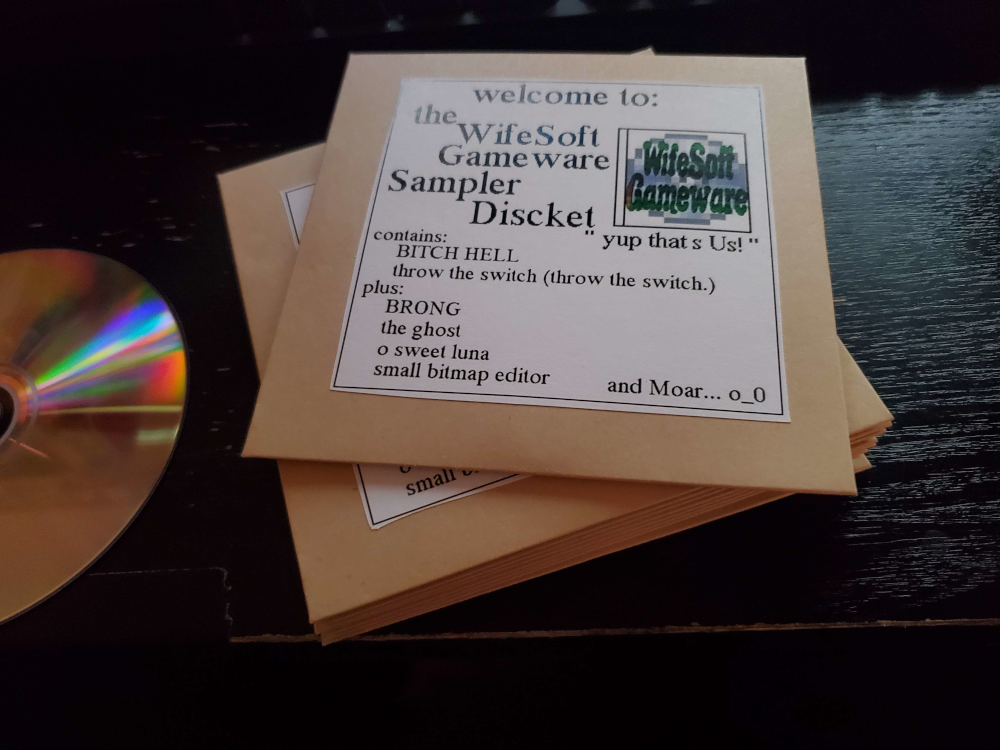 welcome to:
the
WifeSoft
Gameware
Sampler
Discket
WifeSoft
Gameware
" yup that s Us! "
contains:
BITCH HELL
throw the switch (throw the switch.)
plus:
BRONG
the ghost
o sweet luna
small bitmap editor
and Moar... o_0
small